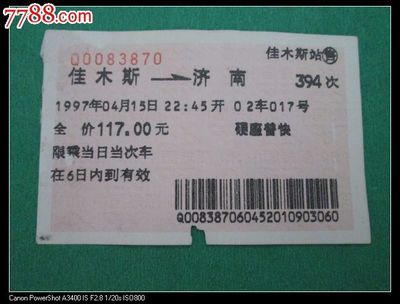 7788.com
Q0083870
佳木斯站售
佳木斯→济南
394次
1997年04月15日22:45开 02车017号
全 价117.00元
硬座普快
限乘当日当次车
在6日内到有效
Q008387060452010903060
Canon PowerShot A3400 IS F2.8 1/20s ISO800